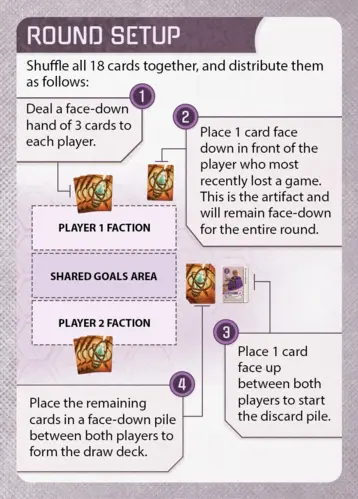 ROUND SETUP
Shuffle all 18 cards together, and distribute them
as follows:
1
Deal a face-down
hand of 3 cards to
each player.
2
Place 1 card face
down in front of the
player who most
recently lost a game.
This is the artifact and
will remain face-down
for the entire round.
PLAYER 1 FACTION
SHARED GOALS AREA
PLAYER 2 FACTION
3
Place 1 card
face up
between both
players to start
the discard pile.
4
Place the remaining
cards in a face-down pile
between both players to
form the draw deck.